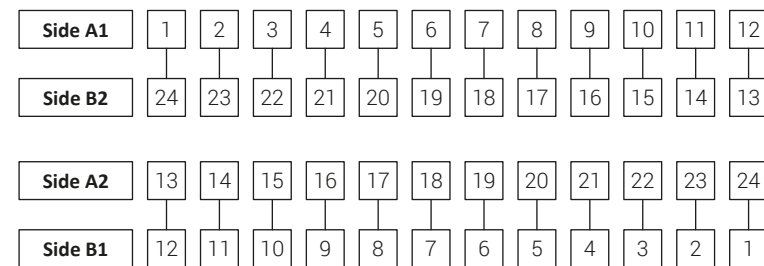 Side A1 1 2 3 4 5 6 7 8 9 10 11 12
Side B2 24 23 22 21 20 19 18 17 16 15 14 13
Side A2 13 14 15 16 17 18 19 20 21 22 23 24
Side B1 12 11 10 9 8 7 6 5 4 3 2 1